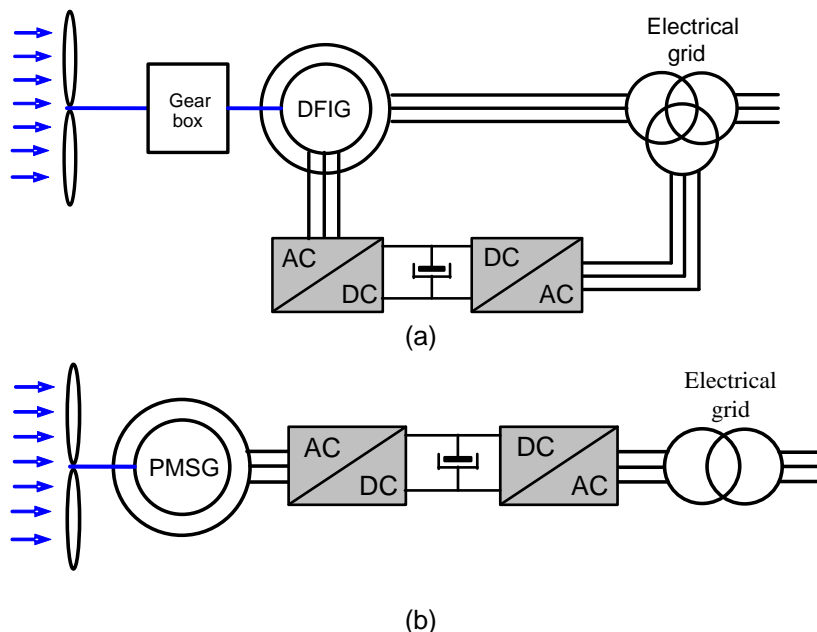 Electrical
grid
Gear
box
DFIG
AC
DC
DC
AC
(a)
Electrical
grid
PMSG
AC
DC
DC
AC
(b)